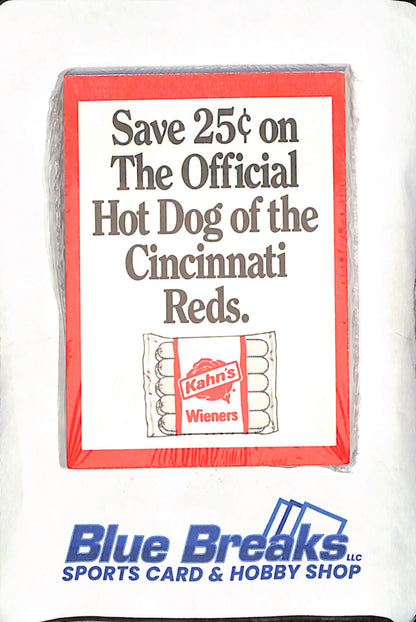 Save 25¢ on
The Official
Hot Dog of the
Cincinnati
Reds.
Kahn's
Wieners
Blue Breaks LLC
SPORTS CARD & HOBBY SHOP